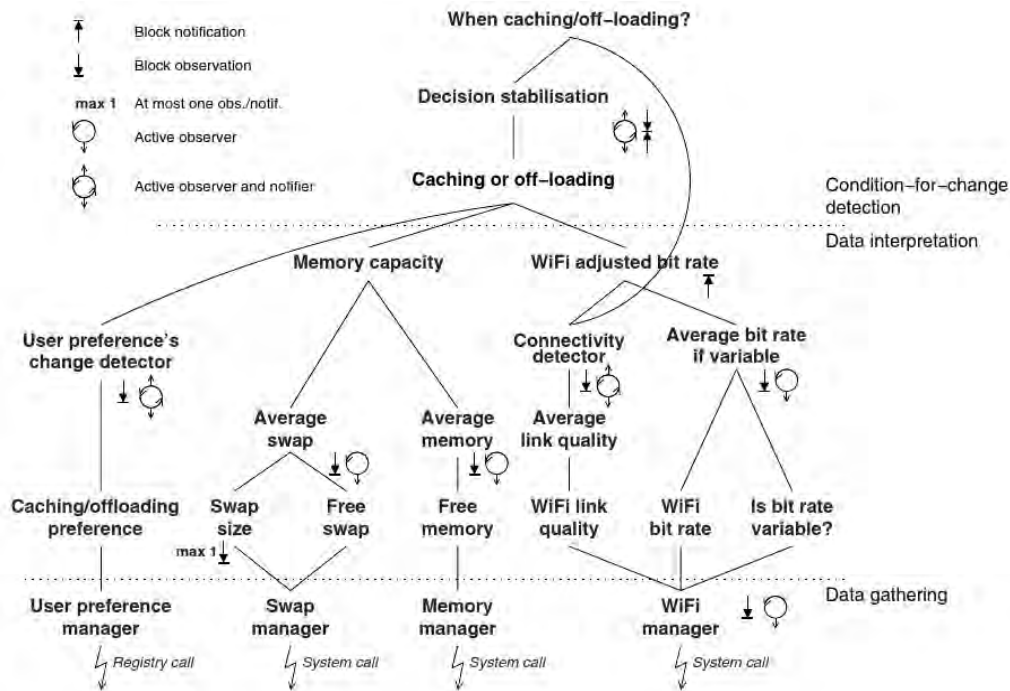 When caching/off−loading?
Block notification
Block observation
max 1 At most one obs./notif.
Active observer
Active observer and notifier
Decision stabilisation
Caching or off−loading
Condition−for−change
detection
Data interpretation
Memory capacity
WiFi adjusted bit rate
User preference's
change detector
Connectivity
detector
Average bit rate
if variable
Average
swap
Average
memory
Average
link quality
Caching/offloading
preference
Swap
size
Free
swap
Free
memory
WiFi link
quality
WiFi
bit rate
Is bit rate
variable?
max 1
Data gathering
User preference
manager
Swap
manager
Memory
manager
WiFi
manager
Registry call
System call
System call
System call